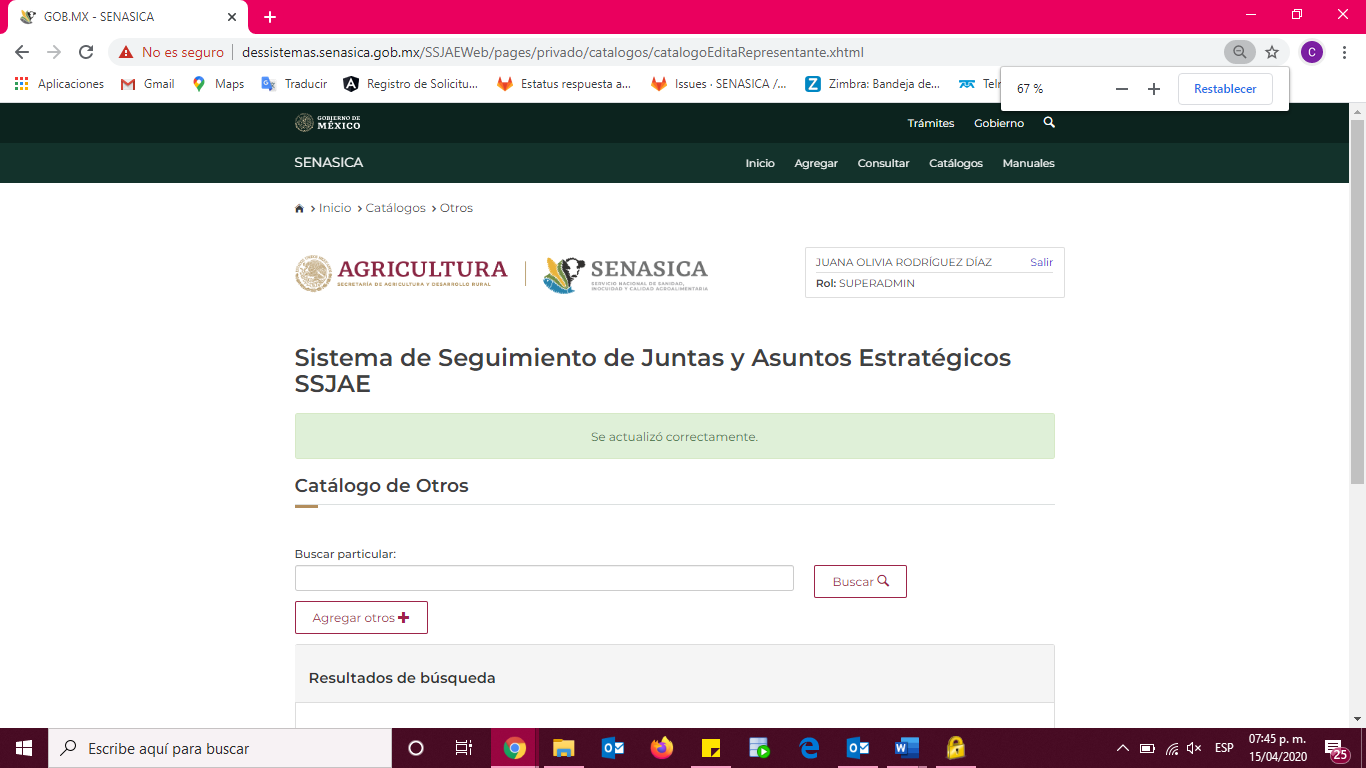 GOB.MX - SENASICA
No es seguro
dessistemas.senasica.gob.mx/SSJAEWeb/pages/privado/catalogos/catalogoEditaRepresentante.xhtml
C
Aplicaciones
Gmail
Maps
Traducir
Registro de Solicitu...
Estatus respuesta a...
Issues · SENASICA /...
Zimbra: Bandeja de...
67 %
Restablecer
GOBIERNO DE
MÉXICO
Trámites
Gobierno
SENASICA
Inicio
Agregar
Consultar
Catálogos
Manuales
Inicio
Catálogos
Otros
AGRICULTURA
SECRETARÍA DE AGRICULTURA Y DESARROLLO RURAL
SENASICA
SERVICIO NACIONAL DE SANIDAD,
INOCUIDAD Y CALIDAD AGROALIMENTARIA
JUANA OLIVIA RODRÍGUEZ DÍAZ
Salir
Rol: SUPERADMIN
Sistema de Seguimiento de Juntas y Asuntos Estratégicos
SSJAE
Se actualizó correctamente.
Catálogo de Otros
Buscar particular:
Buscar
Agregar otros
Resultados de búsqueda
Escribe aquí para buscar
ESP
07:45 p. m.
15/04/2020
25